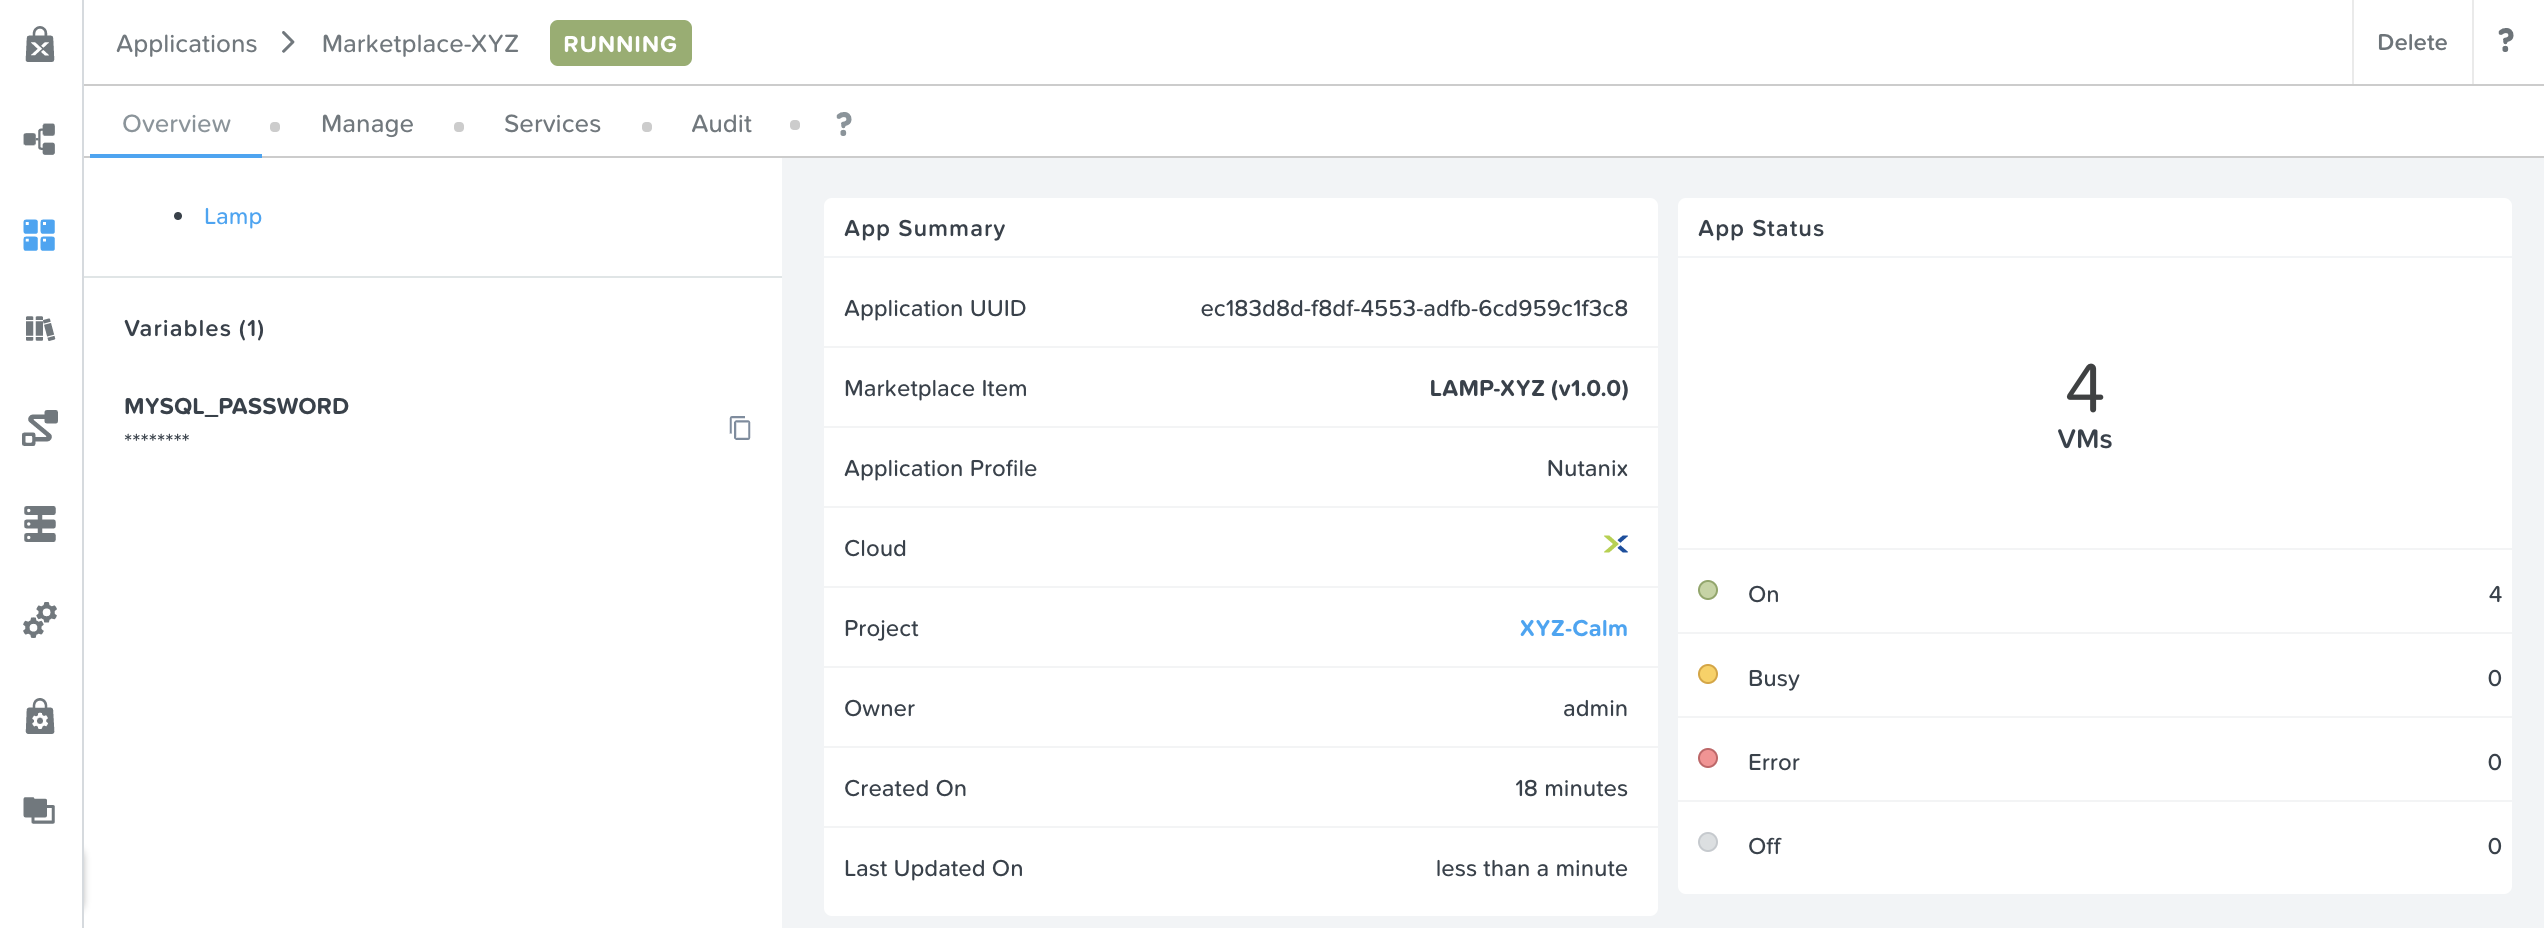 Applications > Marketplace-XYZ RUNNING Delete ?
Overview Manage Services Audit ?
• Lamp
Variables (1)
MYSQL_PASSWORD
********
App Summary
Application UUID ec183d8d-f8df-4553-adfb-6cd959c1f3c8
Marketplace Item LAMP-XYZ (v1.0.0)
Application Profile Nutanix
Cloud
Project XYZ-Calm
Owner admin
Created On 18 minutes
Last Updated On less than a minute
App Status
4
VMs
On 4
Busy 0
Error 0
Off 0